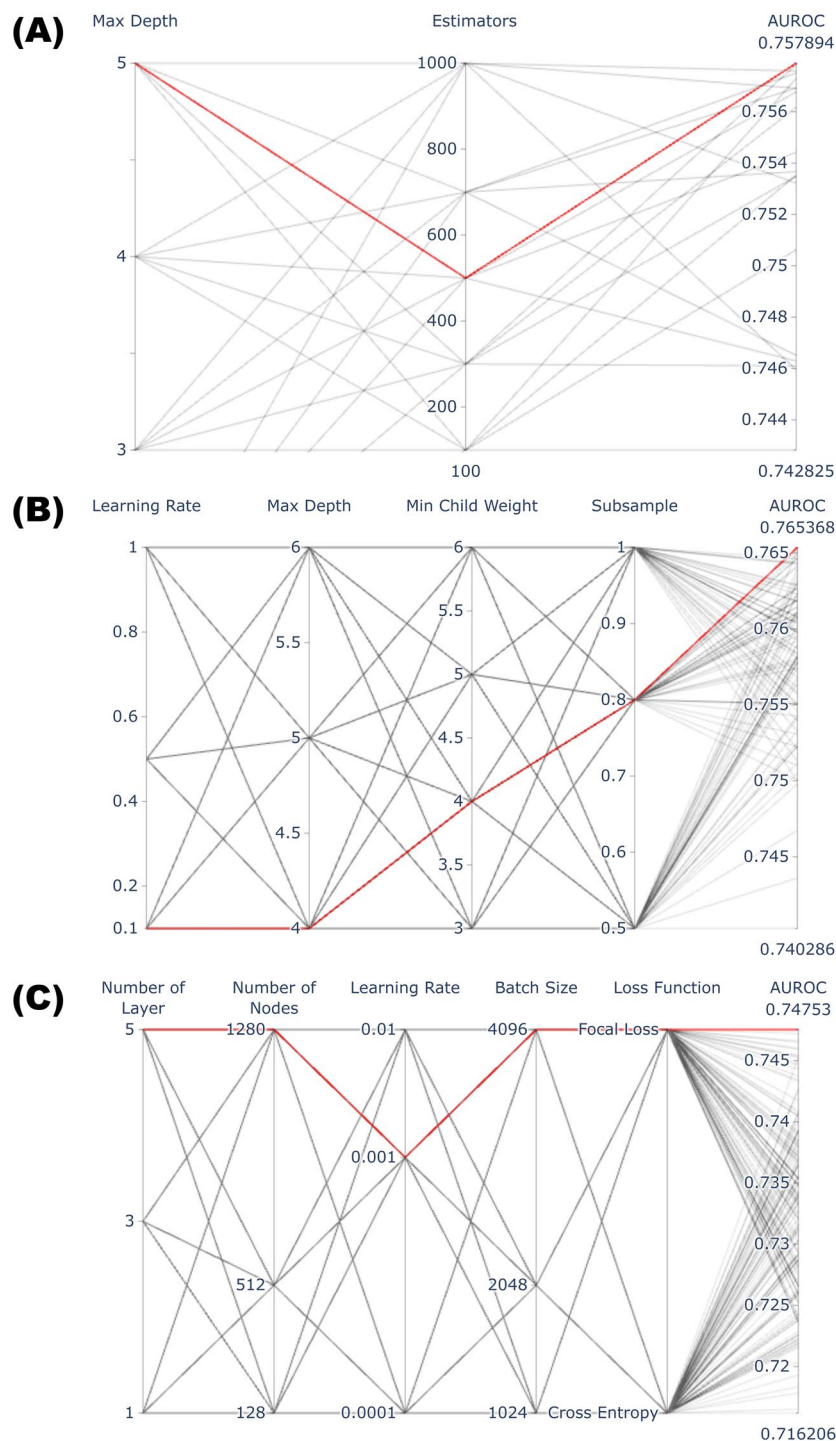 (A)
Max Depth Estimators AUROC
0.757894
5 1000
0.756
800
0.754
600 0.752
4 0.75
400 0.748
0.746
200
0.744
3
100 0.742825
(B)
Learning Rate Max Depth Min Child Weight Subsample AUROC
0.765368
1 6 6 1 0.765
0.8 5.5 5.5 0.9 0.76
0.6 5 0.8 0.755
5 4.5 0.7 0.75
0.4 4
0.2 4.5 3.5 0.6 0.745
0.1 4 3 0.5
0.740286
(C)
Number of Layer Number of Nodes Learning Rate Batch Size Loss Function AUROC
0.74753
5 1280 0.01 4096 Focal Loss
0.745
0.74
0.001
0.735
3 0.73
512 2048
0.725
0.72
1 128 0.0001 1024 Cross Entropy
0.716206